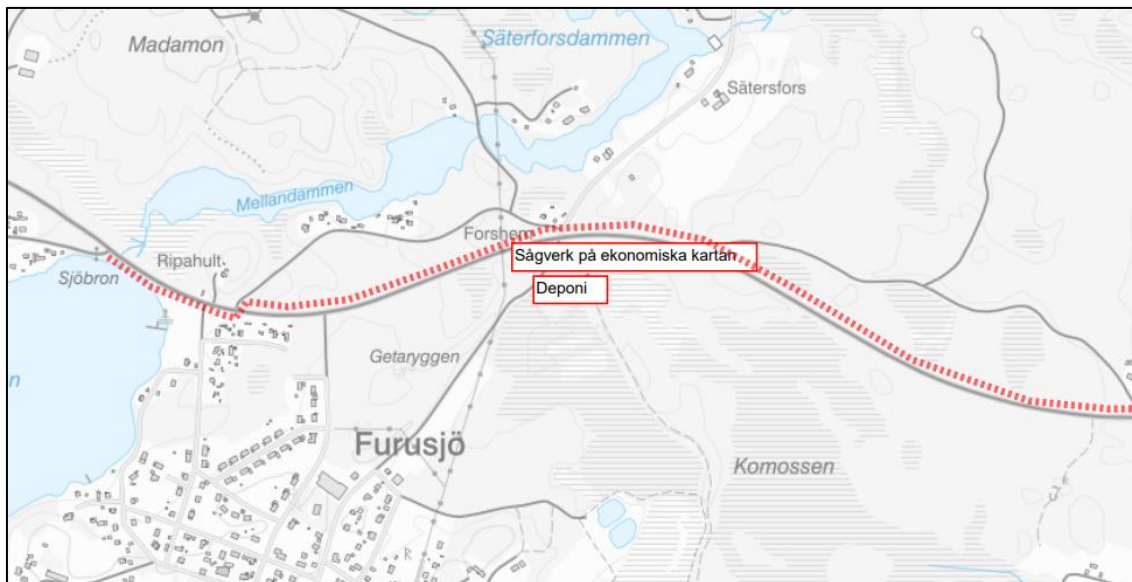 Madamon
Säterforsdammen
Sätersfors
Mellandammen
Forshem
Sågverk på ekonomiska kartan
Ripahult
Sjöbron
Deponi
Getaryggen
n
Furusjö
Komossen
R